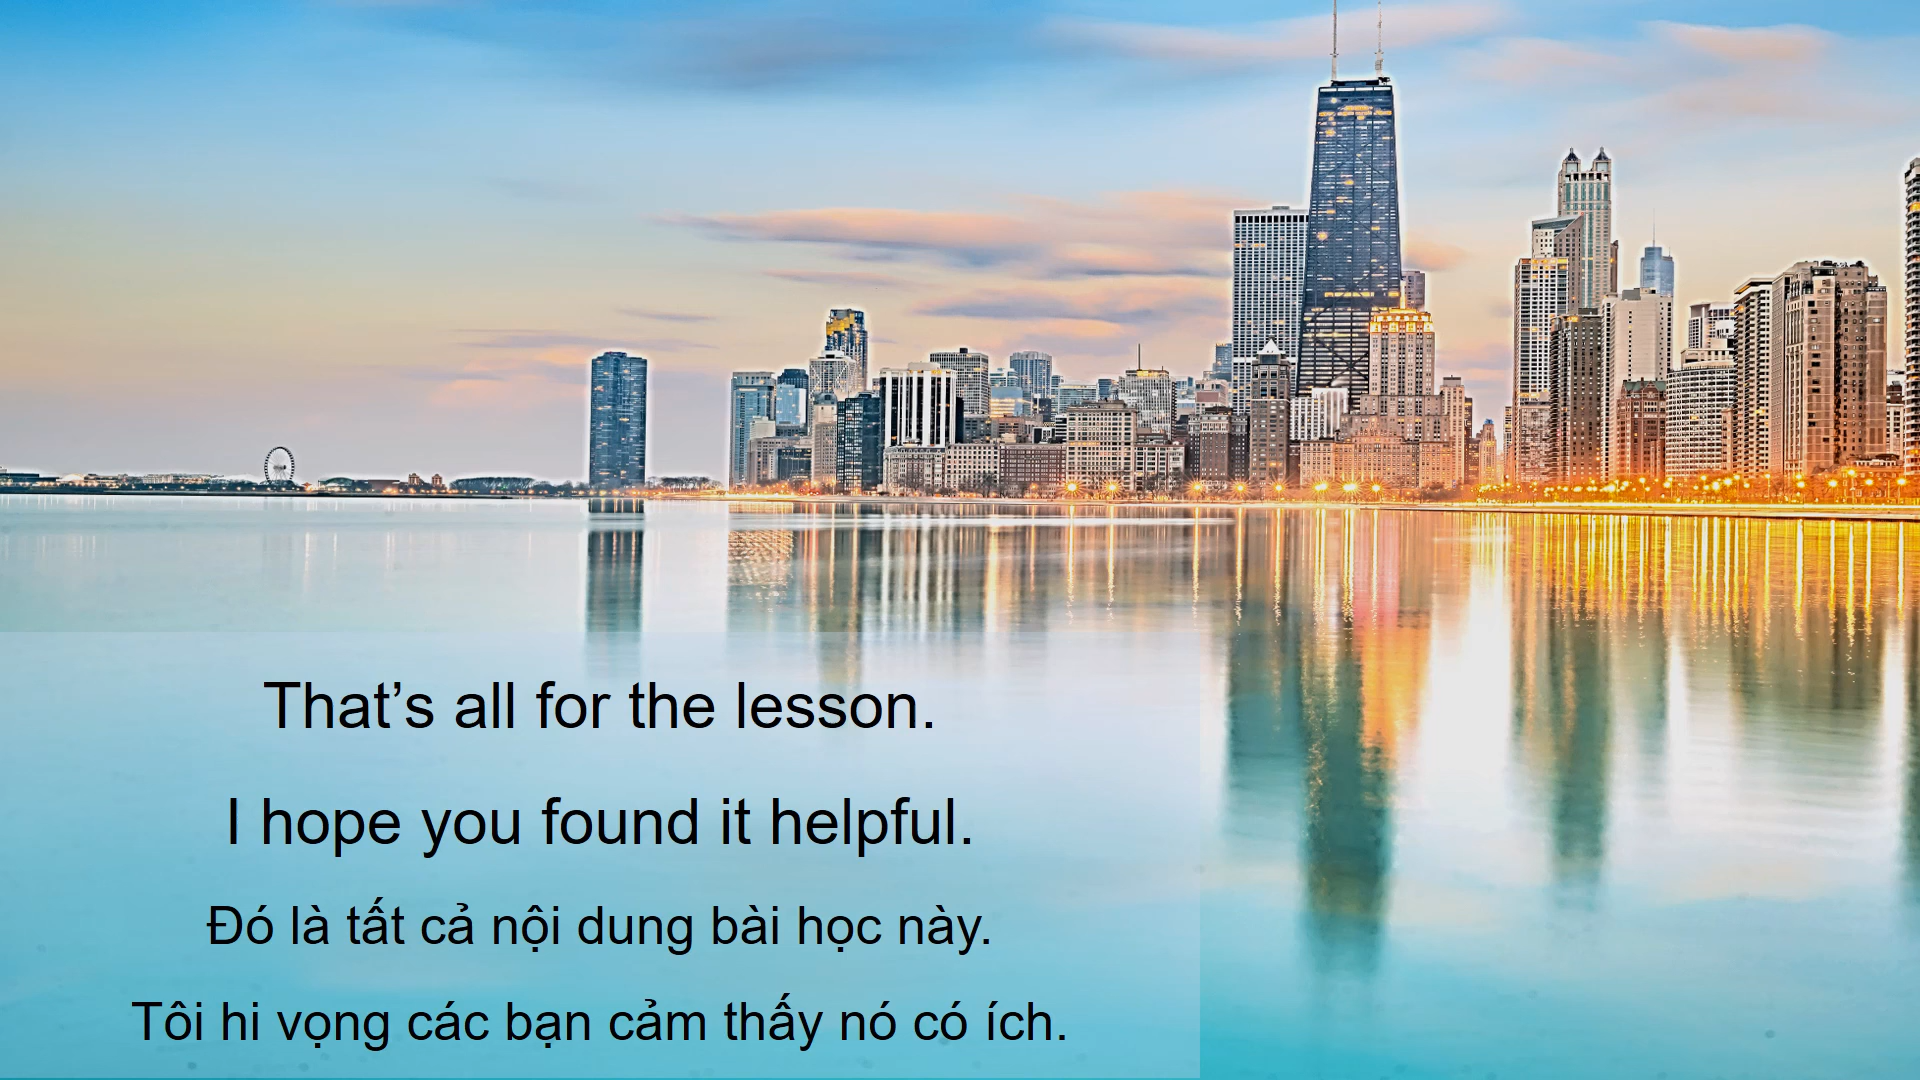 That’s all for the lesson.
I hope you found it helpful.
Đó là tất cả nội dung bài học này.
Tôi hi vọng các bạn cảm thấy nó có ích.